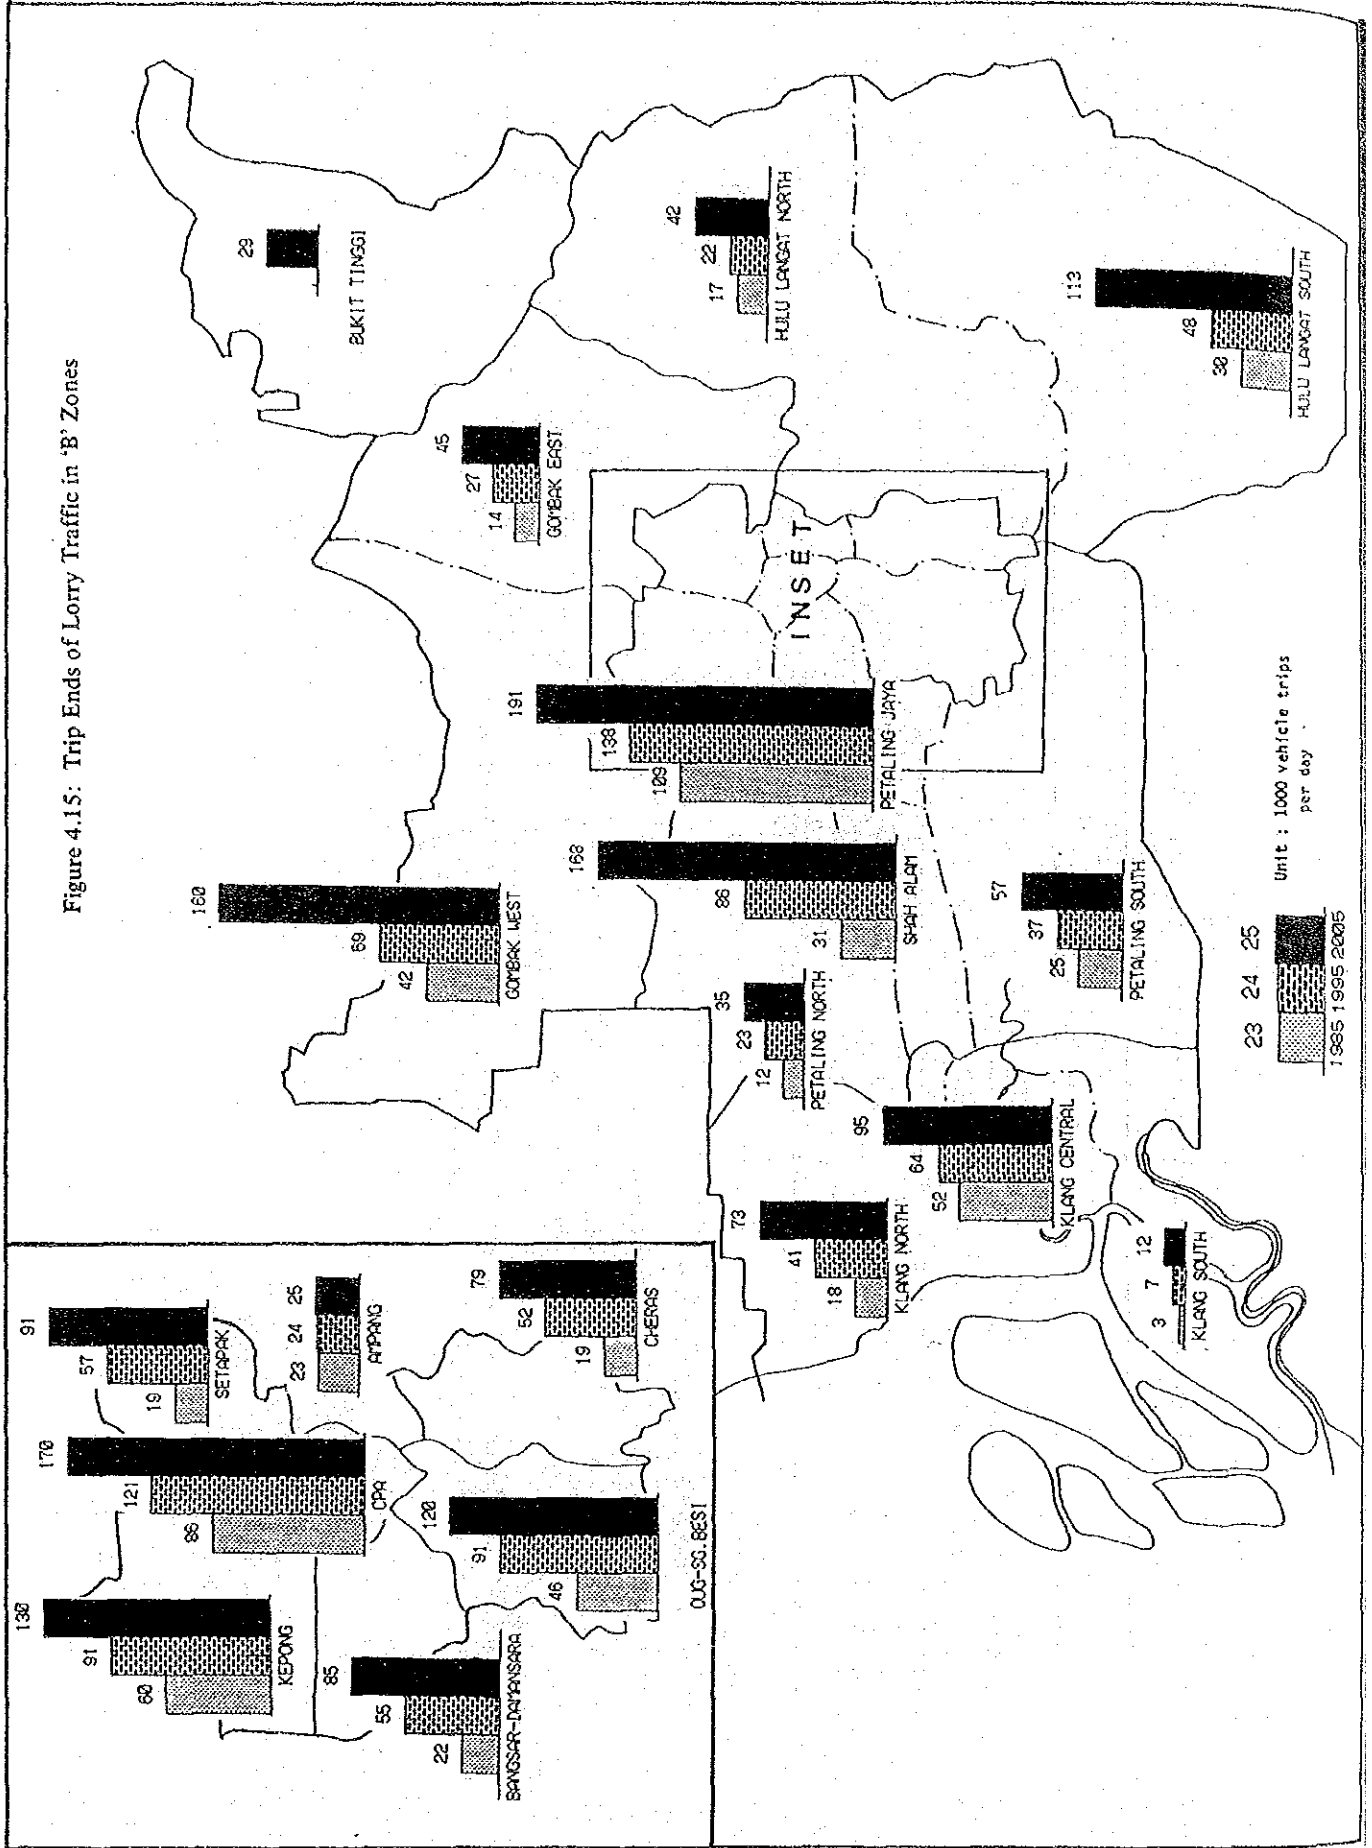 Figure 4.15: Trip Ends of Lorry Traffic in 'B' Zones
130
91
60
KEPONG
170
121
86
CPA
91
57
19
SETAPAK
23 24 25
AMPANG
85
55
22
BANGSAR-DAMANSARA
120
91
46
OUG-SG.BESI
79
52
19
CHERAS
160
69
42
GOMBAK WEST
29
BUKIT TINGGI
45
27
14
GOMBAK EAST
42
22
17
HULU LANGAT NORTH
191
138
109
PETALING JAYA
INSET
168
86
31
SHAH ALAM
35
23
12
PETALING NORTH
73
41
18
KLANG NORTH
95
64
52
KLANG CENTRAL
57
37
25
PETALING SOUTH
113
48
30
HULU LANGAT SOUTH
3 7 12
KLANG SOUTH
23 24 25
1985 1995 2005
Unit : 1000 vehicle trips
per day